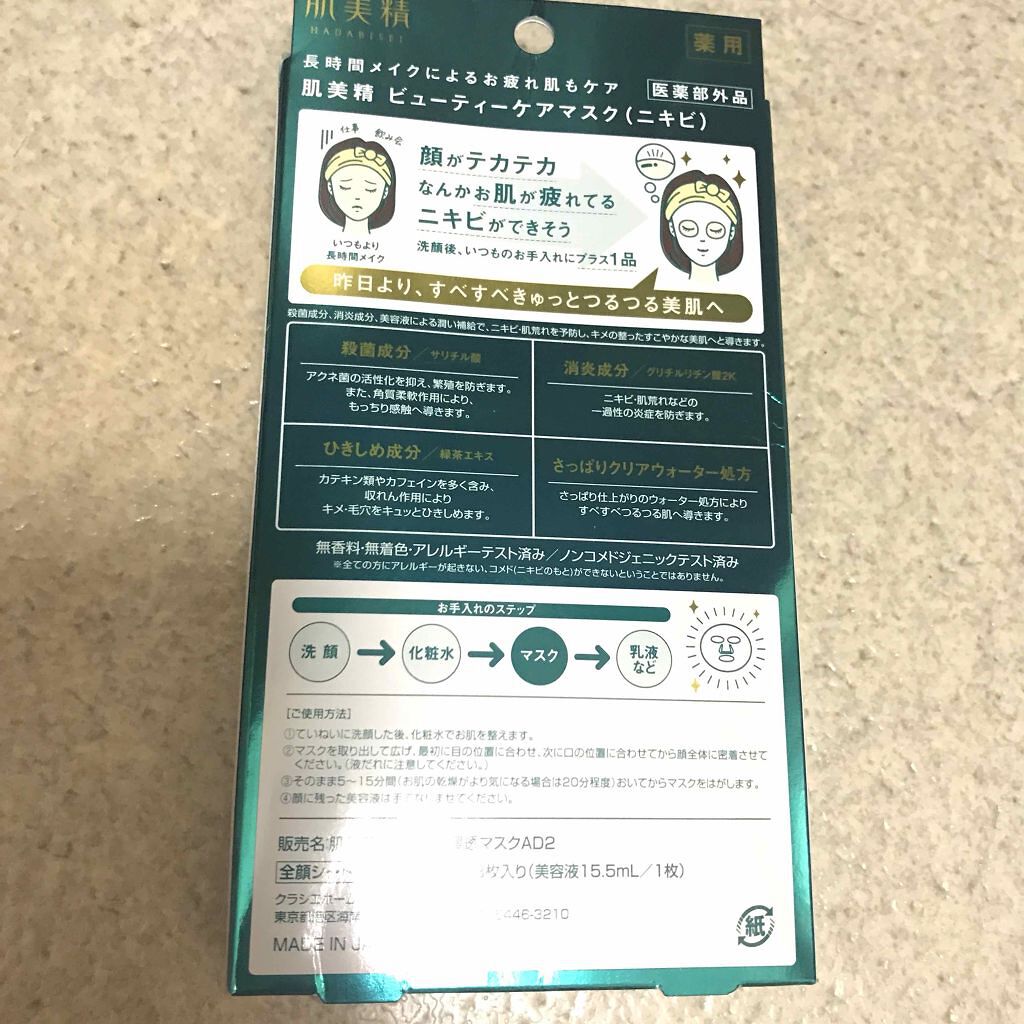 肌美精
HADABISEI
薬用
長時間メイクによるお疲れ肌もケア
医薬部外品
肌美精 ビューティーケアマスク(ニキビ)
仕事 飲み会
顔がテカテカ
なんかお肌が疲れてる
ニキビができそう
洗顔後、いつものお手入れにプラス1品
いつもより
長時間メイク
昨日より、すべすべきゅっとつるつる美肌へ
殺菌成分、消炎成分、美容液による潤い補給で、ニキビ・肌荒れを予防し、キメの整ったすこやかな美肌へと導きます。
殺菌成分/サリチル酸
アクネ菌の活性化を抑え、繁殖を防ぎます。
また、角質柔軟作用により、
もっちり感触へ導きます。
消炎成分/グリチルリチン酸2K
ニキビ・肌荒れなどの
一過性の炎症を防ぎます。
ひきしめ成分/緑茶エキス
カテキン類やカフェインを多く含み、
収れん作用により
キメ・毛穴をキュッとひきしめます。
さっぱりクリアウォーター処方
さっぱり仕上がりのウォーター処方により
すべすべつるつる肌へ導きます。
無香料・無着色・アレルギーテスト済み/ノンコメドジェニックテスト済み
※全ての方にアレルギーが起きない、コメド(ニキビのもと)ができないということではありません。
お手入れのステップ
洗顔
化粧水
マスク
乳液
など
[ご使用方法]
①ていねいに洗顔した後、化粧水でお肌を整えます。
②マスクを取り出して広げ、最初に目の位置に合わせ、次に口の位置に合わせてから顔全体に密着させて
ください。(液だれに注意してください。)
③そのまま5〜15分間(お肌の乾燥がより気になる場合は20分程度)おいてからマスクをはがします。
④顔に残った美容液は手でなじませてください。
販売名:肌 マスクAD2
全顔シー 枚入り(美容液15.5mL/1枚)
クラシエホーム
東京都港区海岸 5446-3210
MADE IN JA
紙